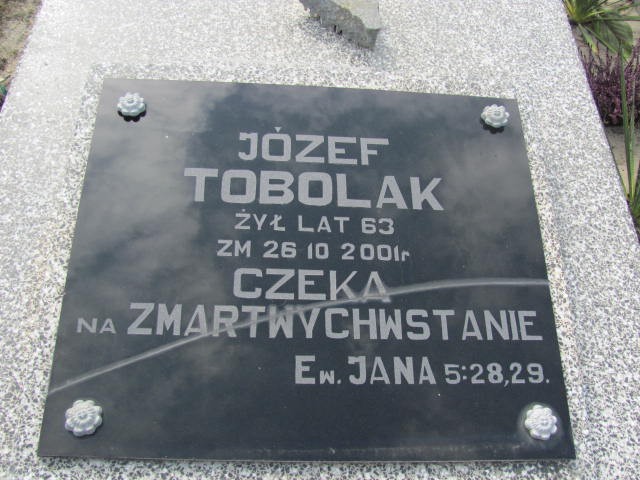 JÓZEF
TOBOLAK
ŻYŁ LAT 63
ZM 26 10 2001r
CZEKA
NA ZMARTWYCHWSTANIE
Ew. JANA 5:28,29.